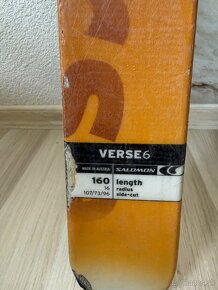 VERSE6
MADE IN AUSTRIA SALOMON
160 length
16 radius
107/73/96 side-cut